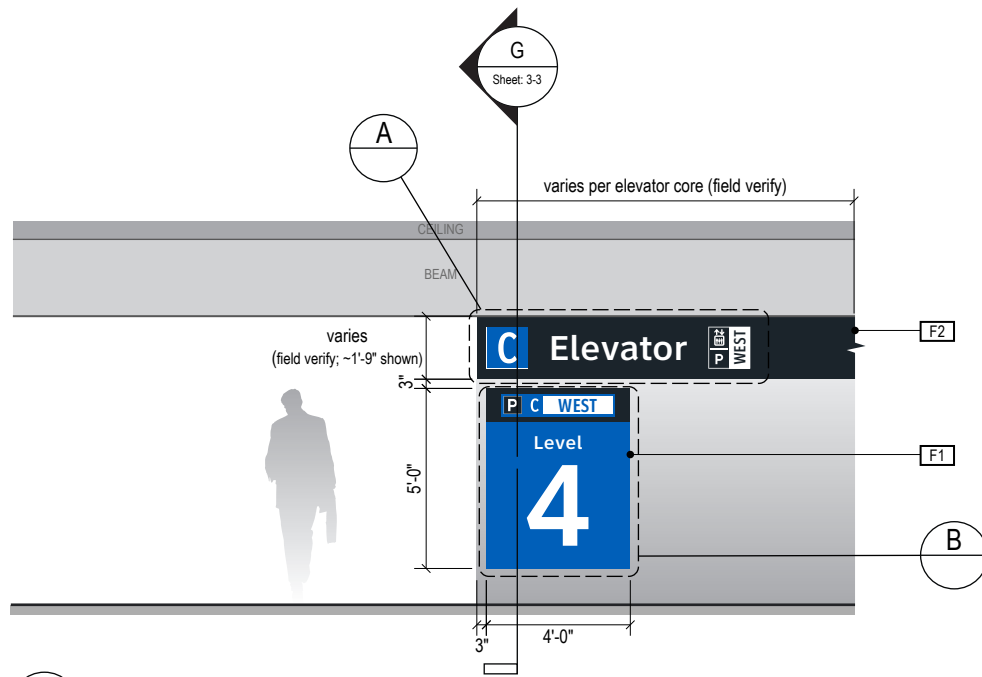 G
Sheet: 3-3
A
varies per elevator core (field verify)
CEILING
BEAM
varies
(field verify; ~1'-9" shown)
C Elevator P WEST
F2
3"
P C WEST
Level
4
F1
5'-0"
B
3" 4'-0"